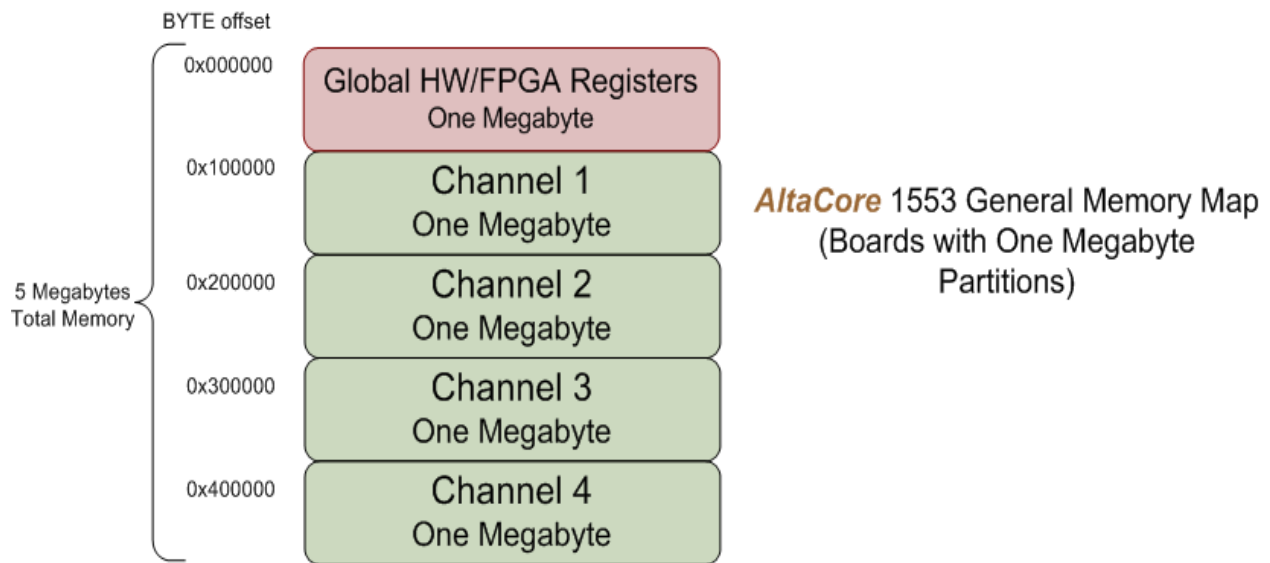 BYTE offset
0x000000
Global HW/FPGA Registers
One Megabyte
0x100000
Channel 1
One Megabyte
AltaCore 1553 General Memory Map
(Boards with One Megabyte
Partitions)
0x200000
Channel 2
One Megabyte
5 Megabytes
Total Memory
0x300000
Channel 3
One Megabyte
0x400000
Channel 4
One Megabyte